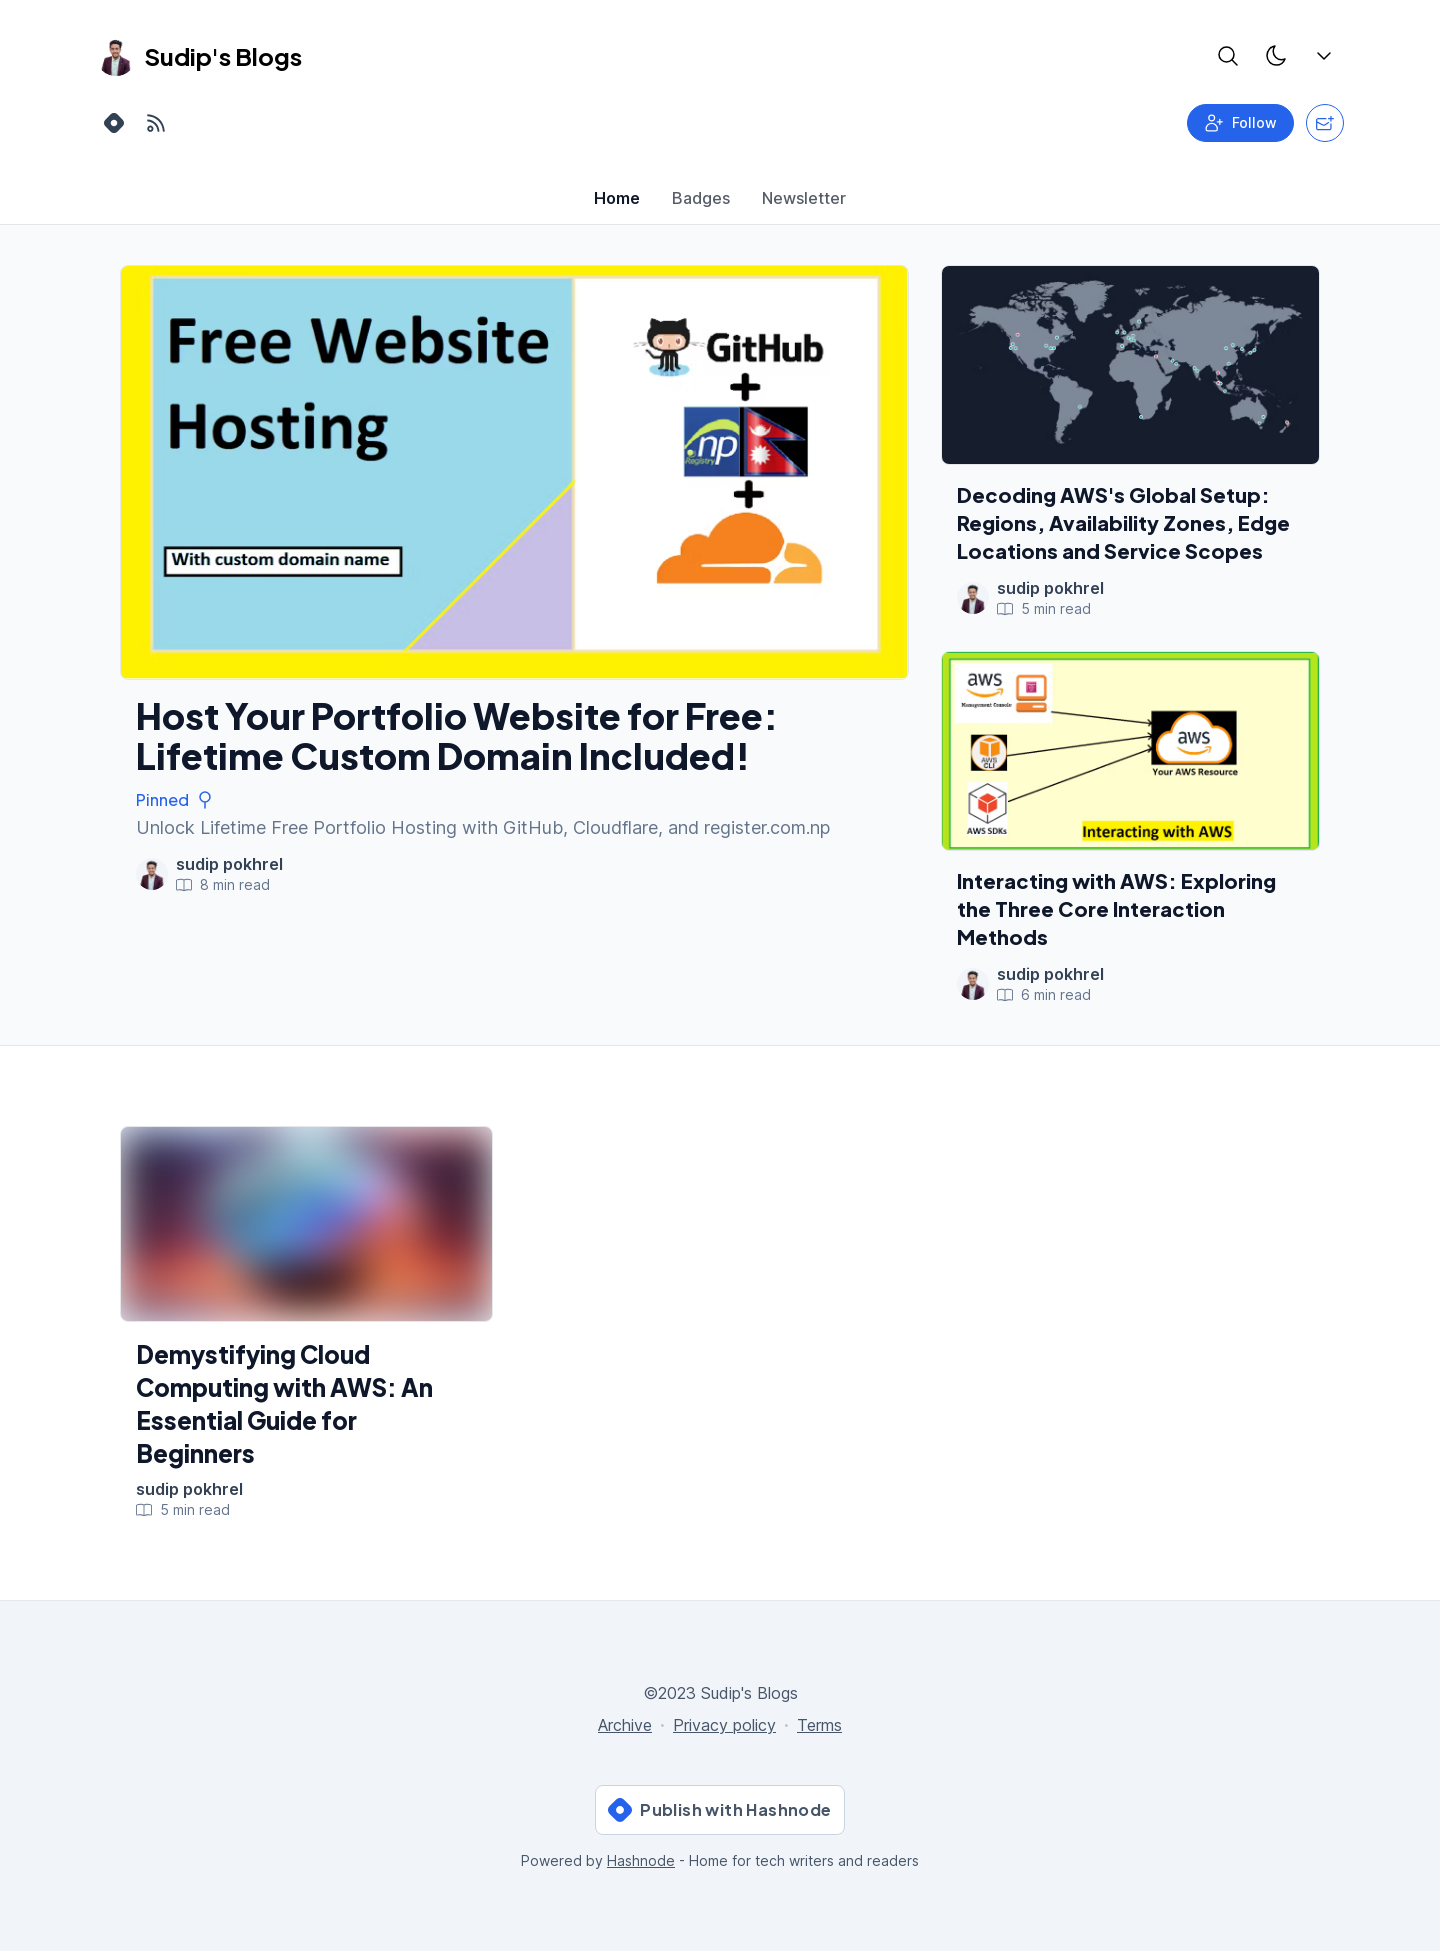 Sudip's Blogs
Follow
Home
Badges
Newsletter
Free Website
Hosting
With custom domain name
GitHub
+
.np
Registry
+
Host Your Portfolio Website for Free:
Lifetime Custom Domain Included!
Pinned
Unlock Lifetime Free Portfolio Hosting with GitHub, Cloudflare, and register.com.np
sudip pokhrel
8 min read
Decoding AWS's Global Setup:
Regions, Availability Zones, Edge
Locations and Service Scopes
sudip pokhrel
5 min read
aws
Management Console
AWS
CLI
AWS SDKs
aws
Your AWS Resource
Interacting with AWS
Interacting with AWS: Exploring
the Three Core Interaction
Methods
sudip pokhrel
6 min read
Demystifying Cloud
Computing with AWS: An
Essential Guide for
Beginners
sudip pokhrel
5 min read
©2023 Sudip's Blogs
Archive · Privacy policy · Terms
Publish with Hashnode
Powered by Hashnode - Home for tech writers and readers